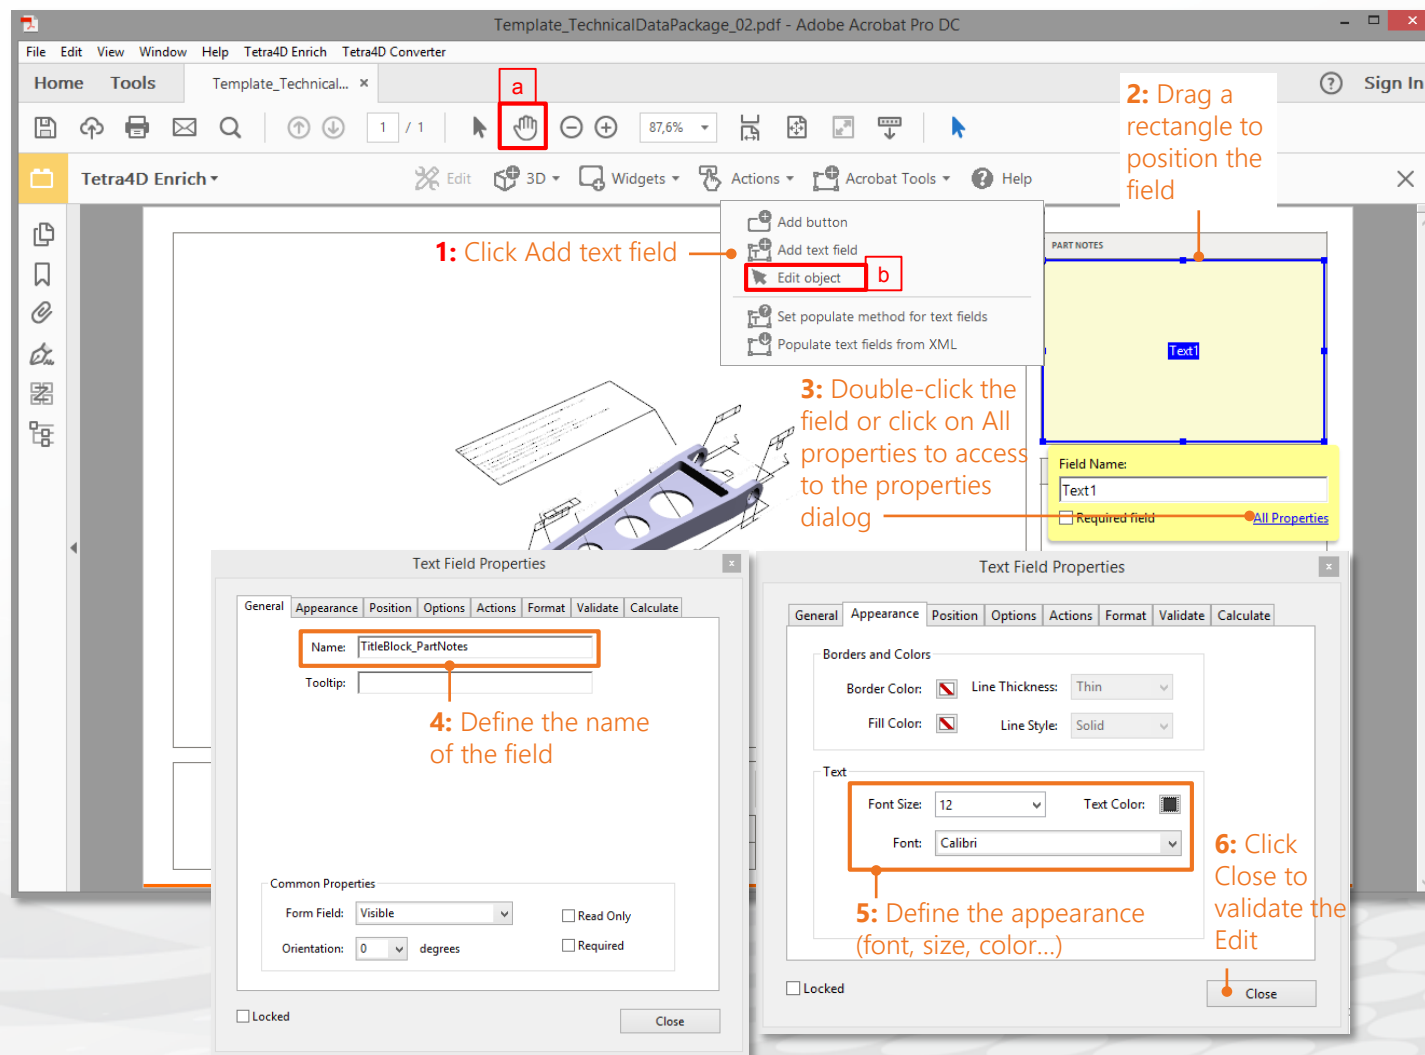 Template_TechnicalDataPackage_02.pdf - Adobe Acrobat Pro DC
File Edit View Window Help Tetra4D Enrich Tetra4D Converter
Home Tools Template_Technical... × Sign In
a
1 / 1 87,6%
2: Drag a
rectangle to
position the
field
Tetra4D Enrich Edit 3D Widgets Actions Acrobat Tools Help
Add button
1: Click Add text field
Add text field
Edit object
b
Set populate method for text fields
Populate text fields from XML
PART NOTES
Text1
3: Double-click the
field or click on All
properties to access
to the properties
dialog
Field Name:
Text1
Required field All Properties
Text Field Properties
General Appearance Position Options Actions Format Validate Calculate
Name: TitleBlock_PartNotes
Tooltip:
4: Define the name
of the field
Common Properties
Form Field: Visible Read Only
Orientation: 0 degrees Required
Locked
Close
Text Field Properties
General Appearance Position Options Actions Format Validate Calculate
Borders and Colors
Border Color: Line Thickness: Thin
Fill Color: Line Style: Solid
Text
Font Size: 12 Text Color:
Font: Calibri
5: Define the appearance
(font, size, color...)
6: Click
Close to
validate the
Edit
Locked
Close